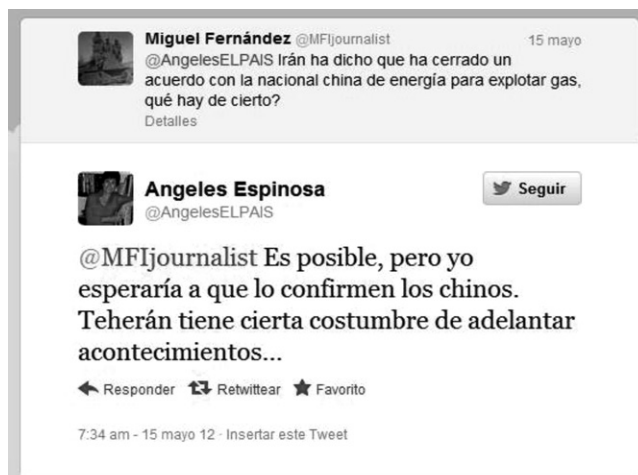 Miguel Fernández @MFIjournalist 15 mayo
@AngelesELPAIS Irán ha dicho que ha cerrado un
acuerdo con la nacional china de energía para explotar gas,
qué hay de cierto?
Detalles
Angeles Espinosa
@AngelesELPAIS
Seguir
@MFIjournalist Es posible, pero yo
esperaría a que lo confirmen los chinos.
Teherán tiene cierta costumbre de adelantar
acontecimientos...
Responder Retwittear Favorito
7:34 am - 15 mayo 12 · Insertar este Tweet